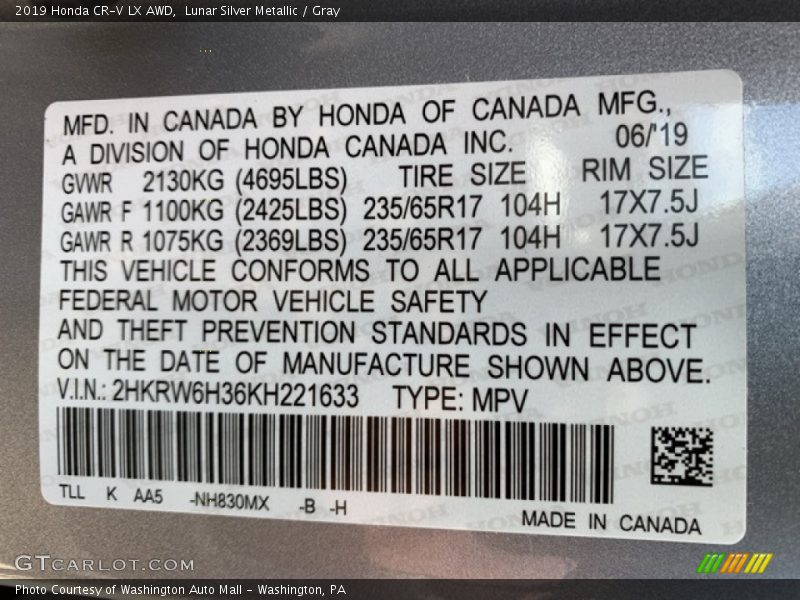 2019 Honda CR-V LX AWD, Lunar Silver Metallic / Gray
MFD. IN CANADA BY HONDA OF CANADA MFG.,
A DIVISION OF HONDA CANADA INC. 06/'19
GVWR 2130KG (4695LBS) TIRE SIZE RIM SIZE
GAWR F 1100KG (2425LBS) 235/65R17 104H 17X7.5J
GAWR R 1075KG (2369LBS) 235/65R17 104H 17X7.5J
THIS VEHICLE CONFORMS TO ALL APPLICABLE
FEDERAL MOTOR VEHICLE SAFETY
AND THEFT PREVENTION STANDARDS IN EFFECT
ON THE DATE OF MANUFACTURE SHOWN ABOVE.
V.I.N.: 2HKRW6H36KH221633 TYPE: MPV
TLL K AA5 -NH830MX -B -H
MADE IN CANADA
GTCARLOT.COM
Photo Courtesy of Washington Auto Mall - Washington, PA